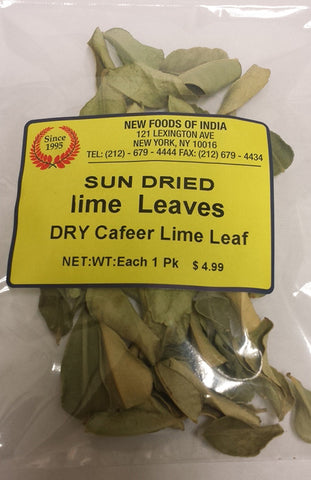 Since
1995
NEW FOODS OF INDIA
121 LEXINGTON AVE
NEW YORK, NY 10016
TEL: (212) - 679 - 4444 FAX: (212) 679 - 4434
SUN DRIED
lime Leaves
DRY Cafeer Lime Leaf
NET:WT:Each 1 Pk $ 4.99